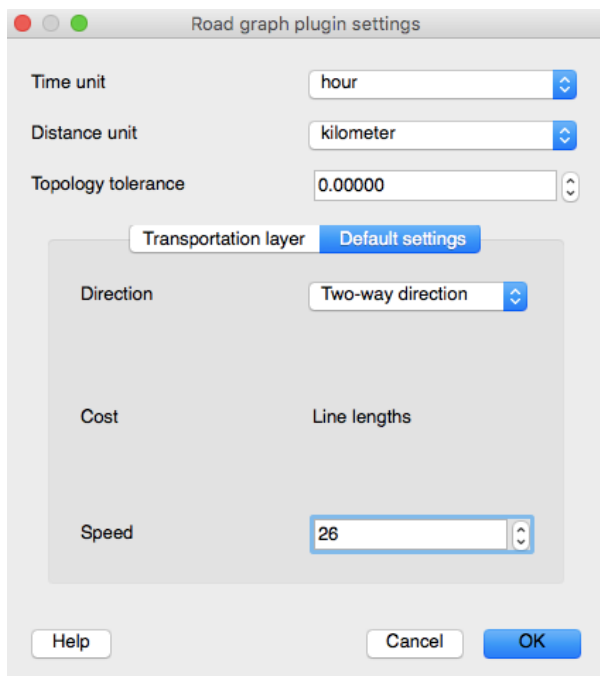 Road graph plugin settings
Time unit hour
Distance unit kilometer
Topology tolerance 0.00000
Transportation layer Default settings
Direction Two-way direction
Cost Line lengths
Speed 26
Help Cancel OK